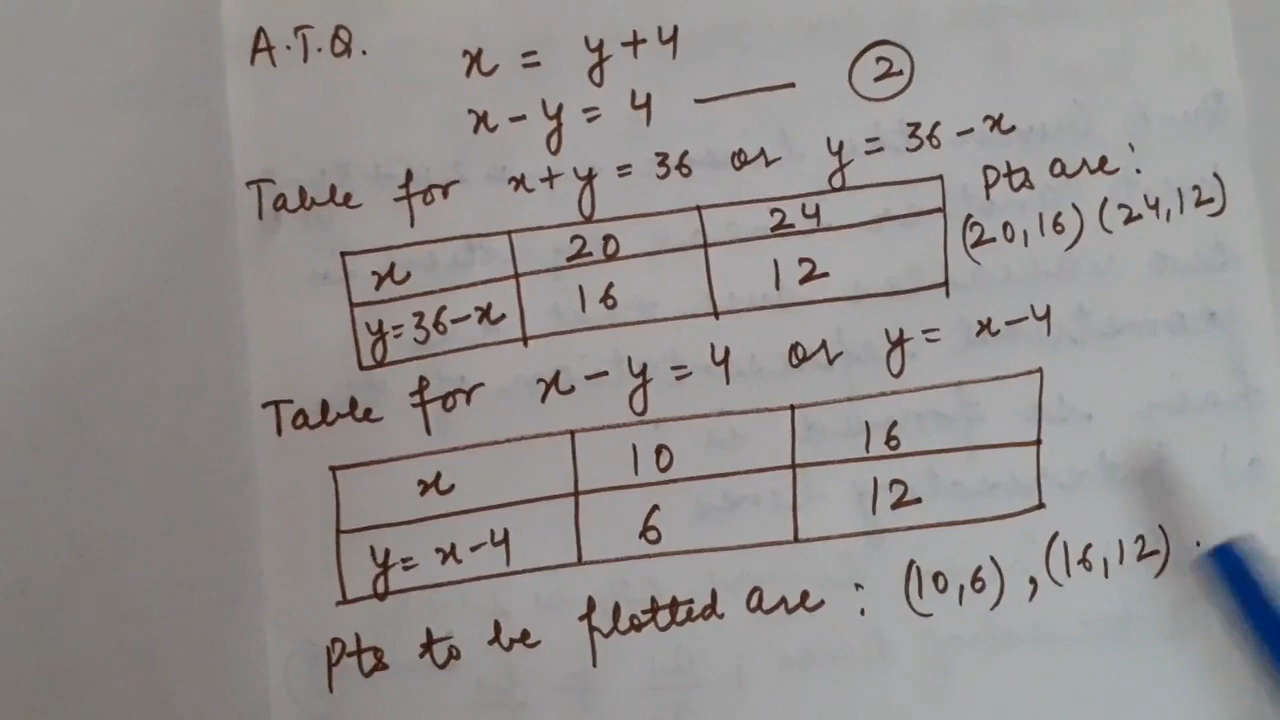 A.T.Q. x = y+4
x-y = 4 —— 2
Table for x+y = 36 or y = 36-x
Pts are:
x 20 24
(20,16) (24,12)
y=36-x 16 12
Table for x-y = 4 or y = x-4
x 10 16
y= x-4 6 12
Pts to be plotted are : (10,6) , (16,12) .